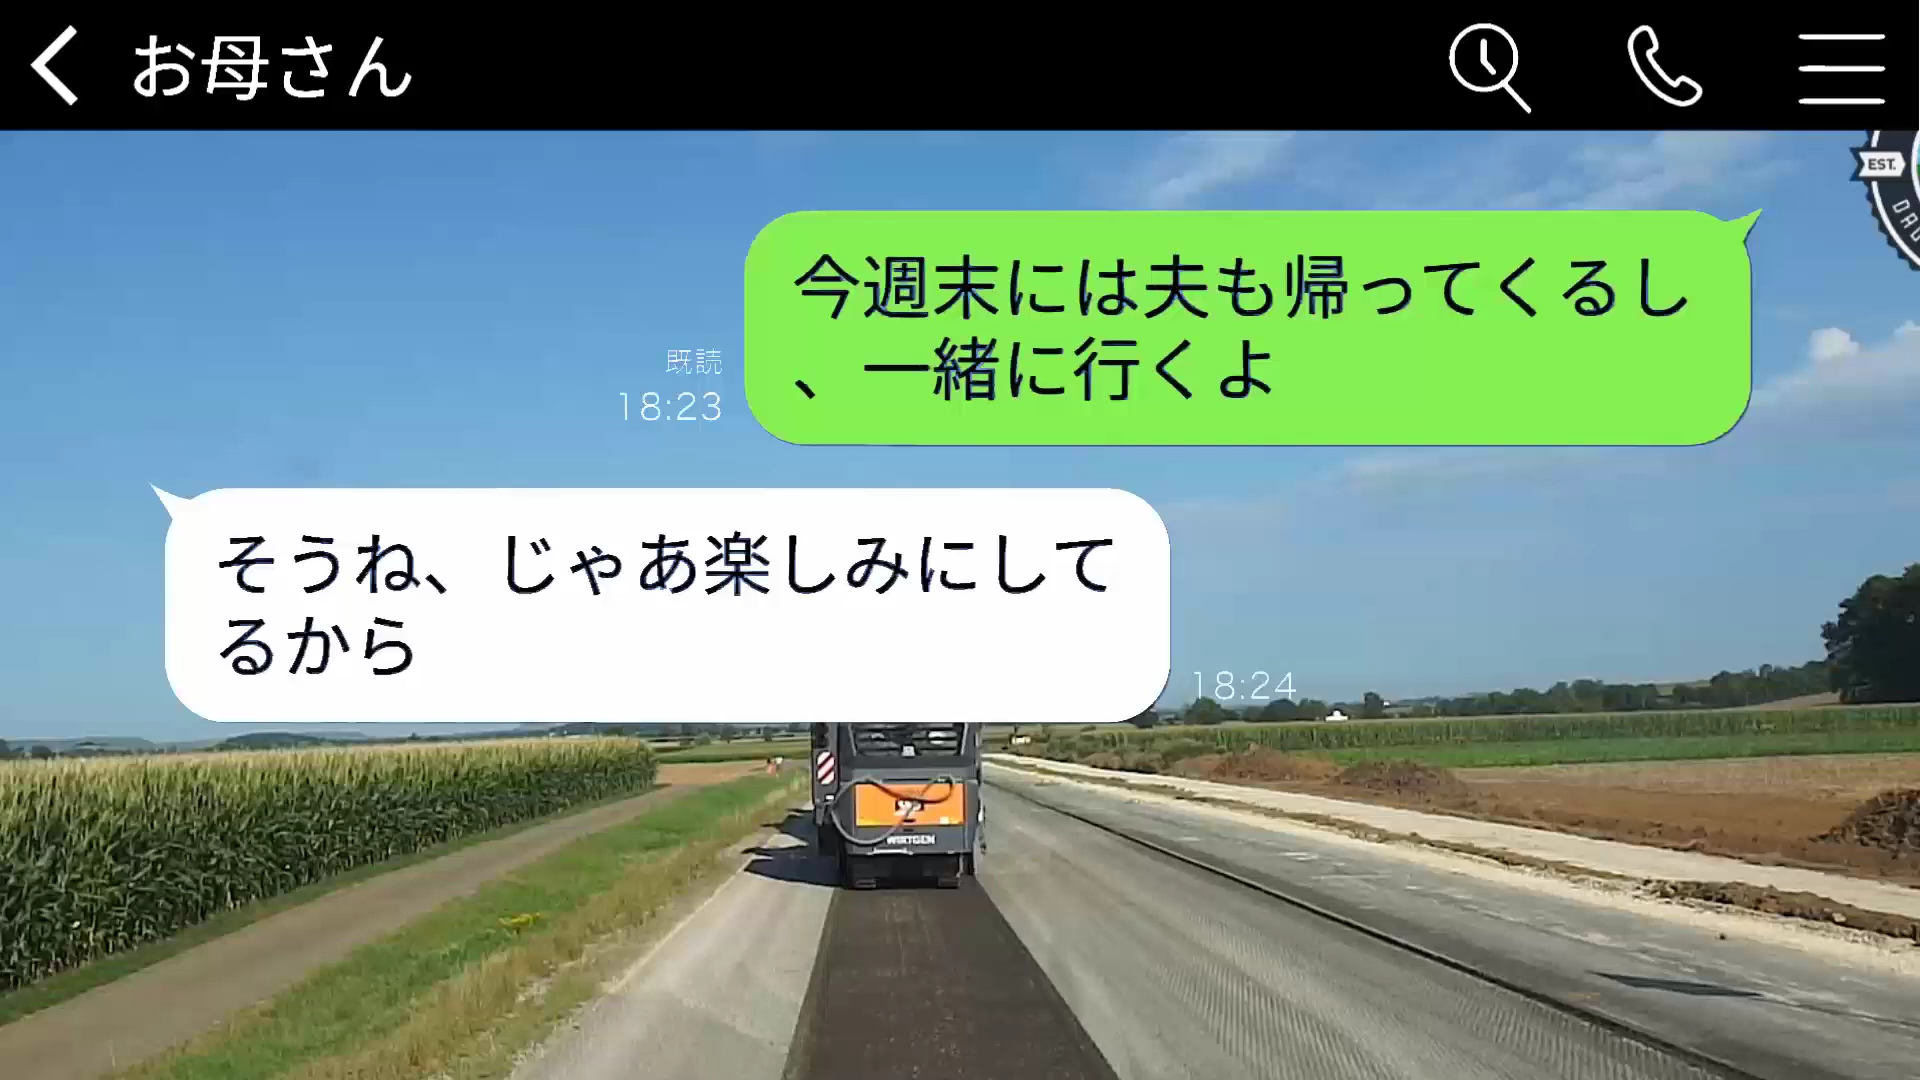 お母さん
EST.
今週末には夫も帰ってくるし
、一緒に行くよ
既読
18:23
そうね、じゃあ楽しみにして
るから
18:24
WIRTGEN